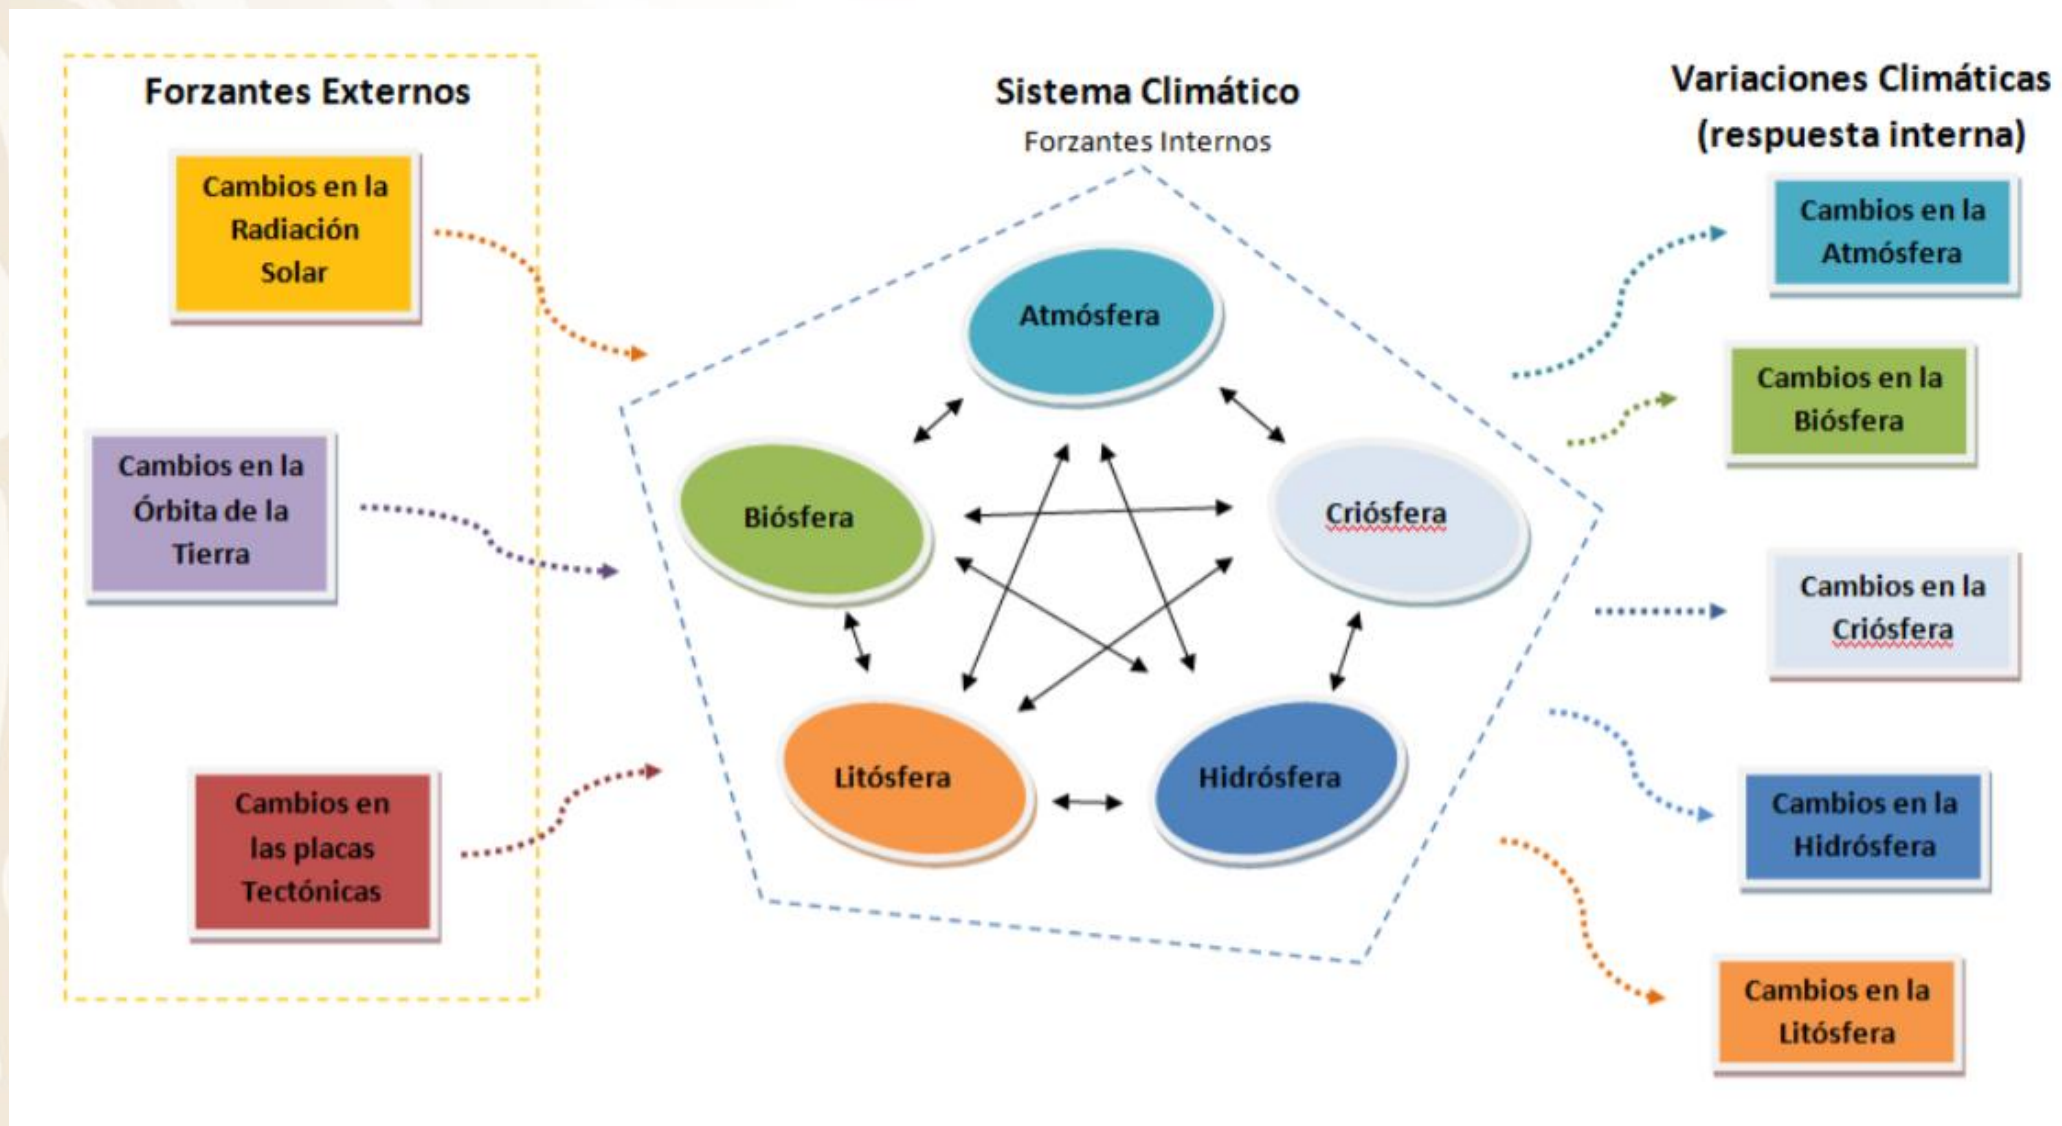 Forzantes Externos
Cambios en la
Radiación
Solar
Cambios en la
Órbita de la
Tierra
Cambios en
las placas
Tectónicas
Sistema Climático
Forzantes Internos
Atmósfera
Biósfera
Criósfera
Litósfera
Hidrósfera
Variaciones Climáticas
(respuesta interna)
Cambios en la
Atmósfera
Cambios en la
Biósfera
Cambios en la
Criósfera
Cambios en la
Hidrósfera
Cambios en la
Litósfera